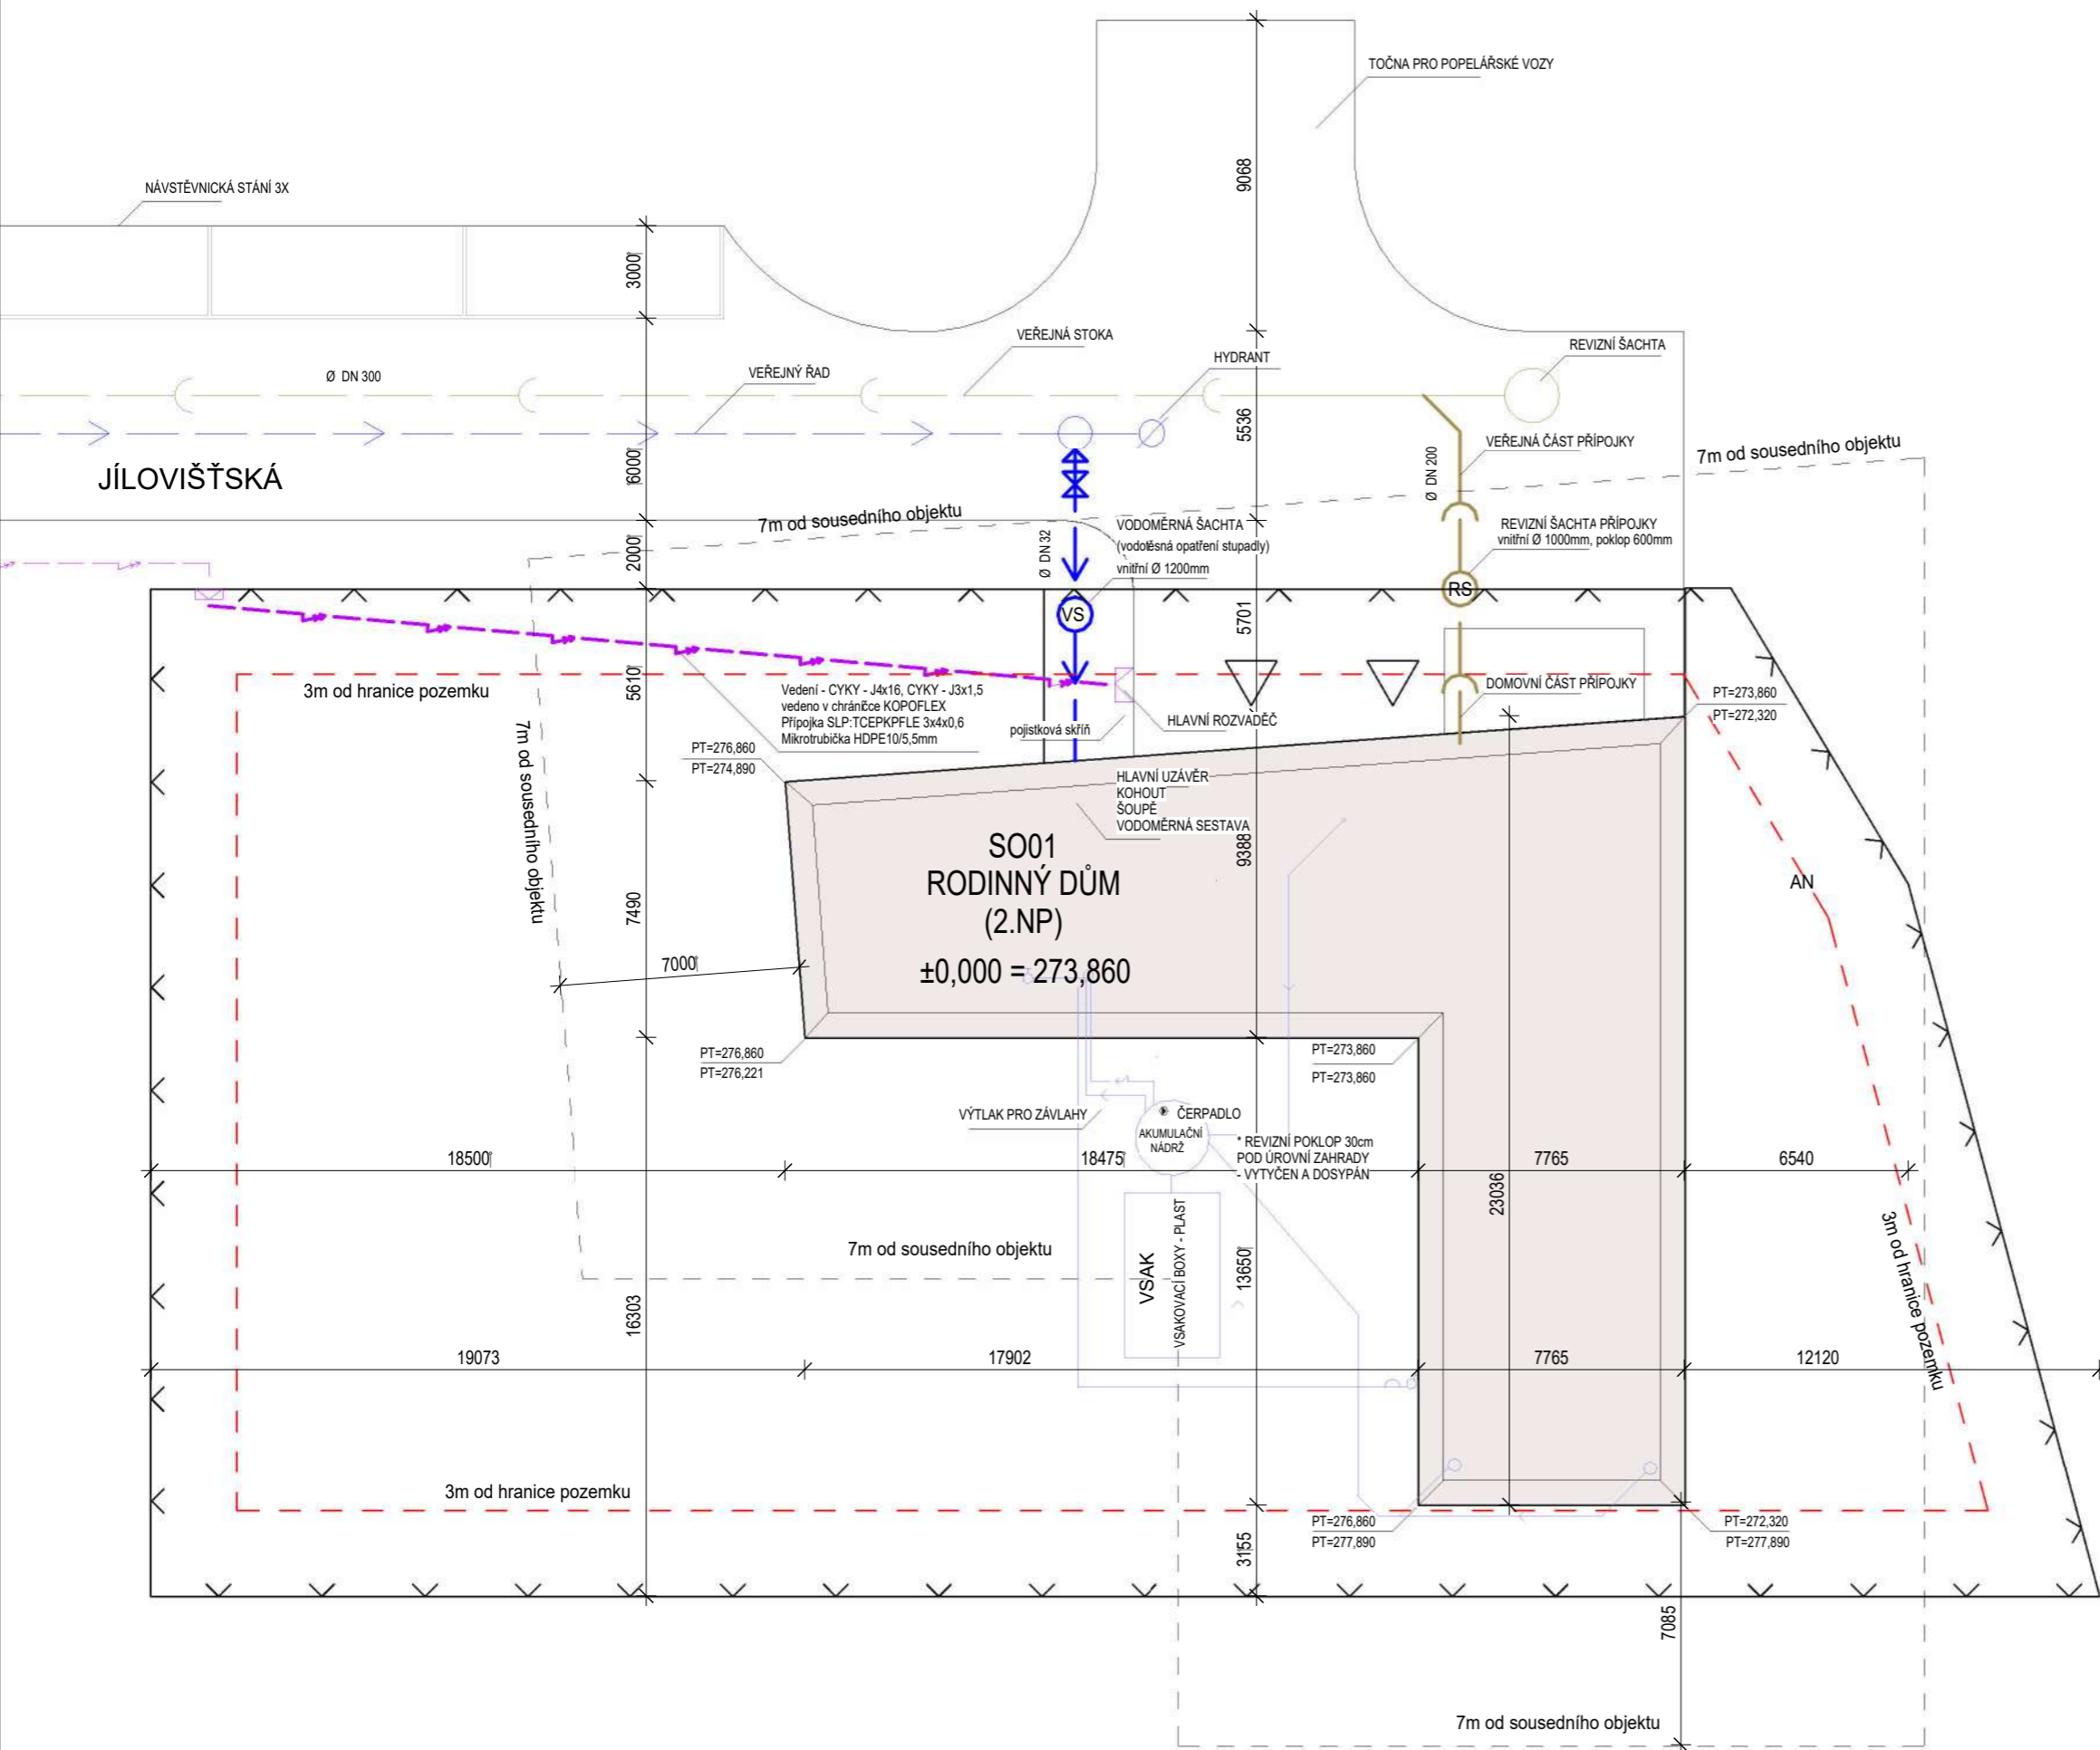 TOČNA PRO POPELÁŘSKÉ VOZY
9068
NÁVSTĚVNICKÁ STÁNÍ 3X
3000
VEŘEJNÁ STOKA
HYDRANT
REVIZNÍ ŠACHTA
Ø DN 300
VEŘEJNÝ ŘAD
5536
VEŘEJNÁ ČÁST PŘÍPOJKY
7m od sousedního objektu
JÍLOVIŠŤSKÁ
6000
Ø DN 200
7m od sousedního objektu
VODOMĚRNÁ ŠACHTA
(vodotěsná opatření stupadly)
vnitřní Ø 1200mm
REVIZNÍ ŠACHTA PŘÍPOJKY
vnitřní Ø 1000mm, poklop 600mm
2000
Ø DN 32
RS
VS
5701
3m od hranice pozemku
5610
Vedení - CYKY - J4x16, CYKY - J3x1,5
vedeno v chráničce KOPOFLEX
Přípojka SLP:TCEPKPFLE 3x4x0,6
Mikrotrubička HDPE10/5,5mm
DOMOVNÍ ČÁST PŘÍPOJKY
PT=273,860
PT=272,320
HLAVNÍ ROZVADĚČ
pojistková skříň
PT=276,860
PT=274,890
7m od sousedního objektu
HLAVNÍ UZÁVĚR
KOHOUT
ŠOUPĚ
VODOMĚRNÁ SESTAVA
9388
SO01
RODINNÝ DŮM
(2.NP)
±0,000 = 273,860
AN
7490
7000
PT=276,860
PT=276,221
PT=273,860
PT=273,860
VÝTLAK PRO ZÁVLAHY
ČERPADLO
AKUMULAČNÍ
NÁDRŽ
* REVIZNÍ POKLOP 30cm
POD ÚROVNÍ ZAHRADY
- VYTYČEN A DOSYPÁN
18500
18475
7765
6540
23036
7m od sousedního objektu
VSAK
VSAKOVACÍ BOXY - PLAST
13650
3m od hranice pozemku
16303
19073
17902
7765
12120
3m od hranice pozemku
PT=276,860
PT=277,890
PT=272,320
PT=277,890
3155
7085
7m od sousedního objektu